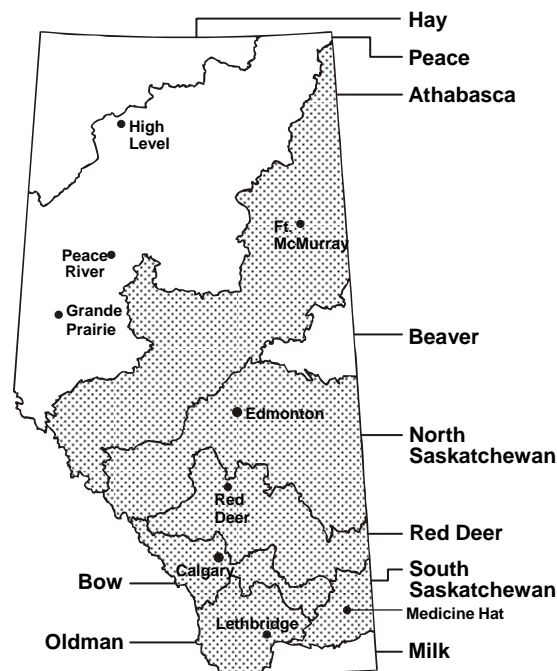 Hay
Peace
Athabasca
High
Level
Ft.
McMurray
Peace
River
Grande
Prairie
Beaver
Edmonton
North
Saskatchewan
Red
Deer
Red Deer
Calgary
South
Saskatchewan
Bow
Medicine Hat
Lethbridge
Oldman
Milk